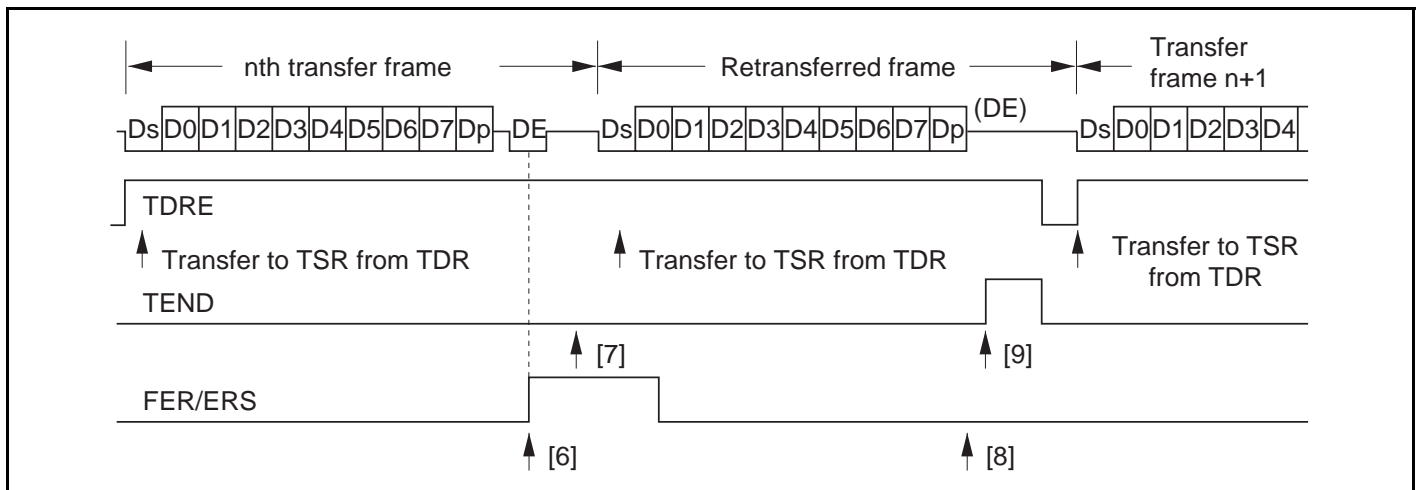 nth transfer frame Retransferred frame Transfer
frame n+1
Ds D0 D1 D2 D3 D4 D5 D6 D7 Dp DE Ds D0 D1 D2 D3 D4 D5 D6 D7 Dp (DE) Ds D0 D1 D2 D3 D4
TDRE
Transfer to TSR from TDR Transfer to TSR from TDR Transfer to TSR
from TDR
TEND
[7] [9]
FER/ERS
[6] [8]